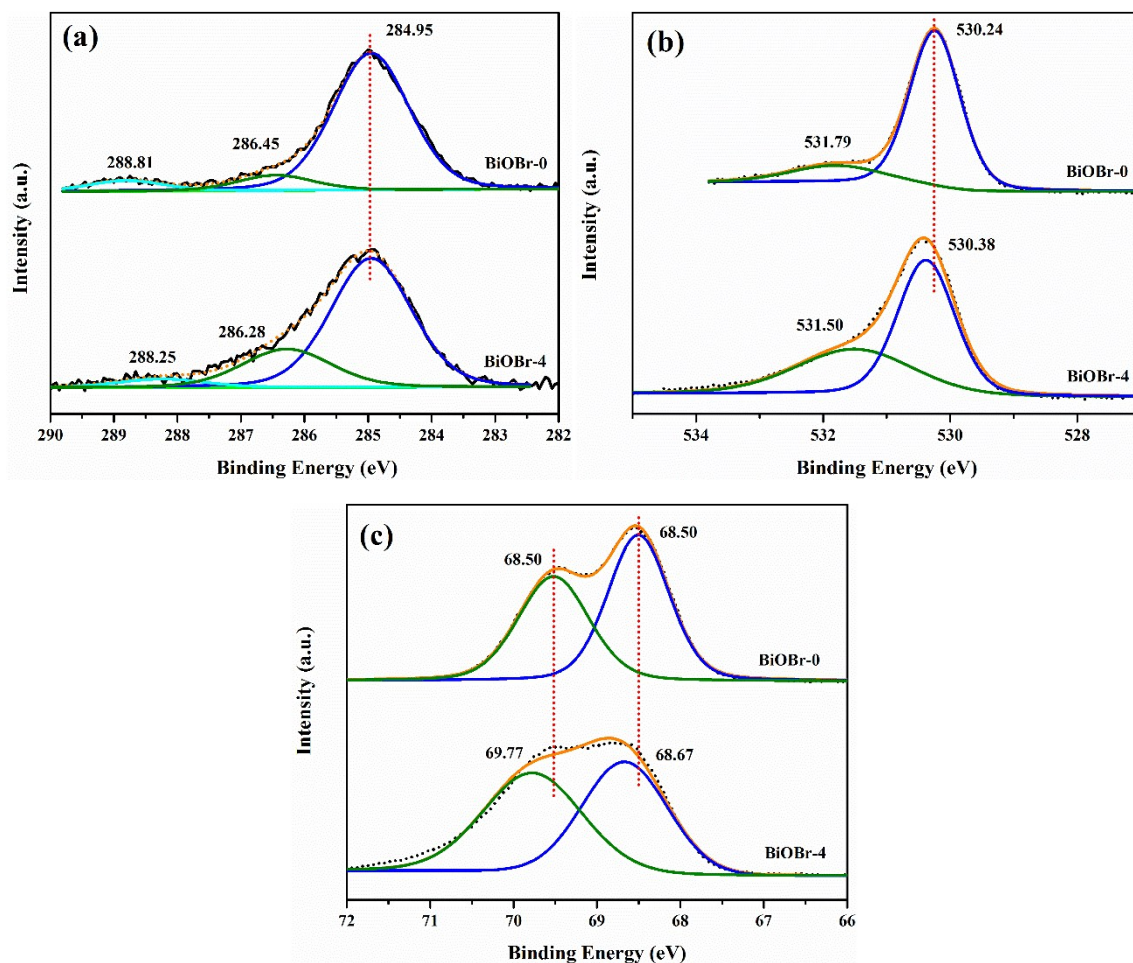 (a)
284.95
286.45
288.81
BiOBr-0
286.28
288.25
BiOBr-4
Intensity (a.u.)
290 289 288 287 286 285 284 283 282
Binding Energy (eV)
(b)
530.24
531.79
BiOBr-0
530.38
531.50
BiOBr-4
Intensity (a.u.)
534 532 530 528
Binding Energy (eV)
(c)
68.50 68.50
BiOBr-0
69.77 68.67
BiOBr-4
Intensity (a.u.)
72 71 70 69 68 67 66
Binding Energy (eV)